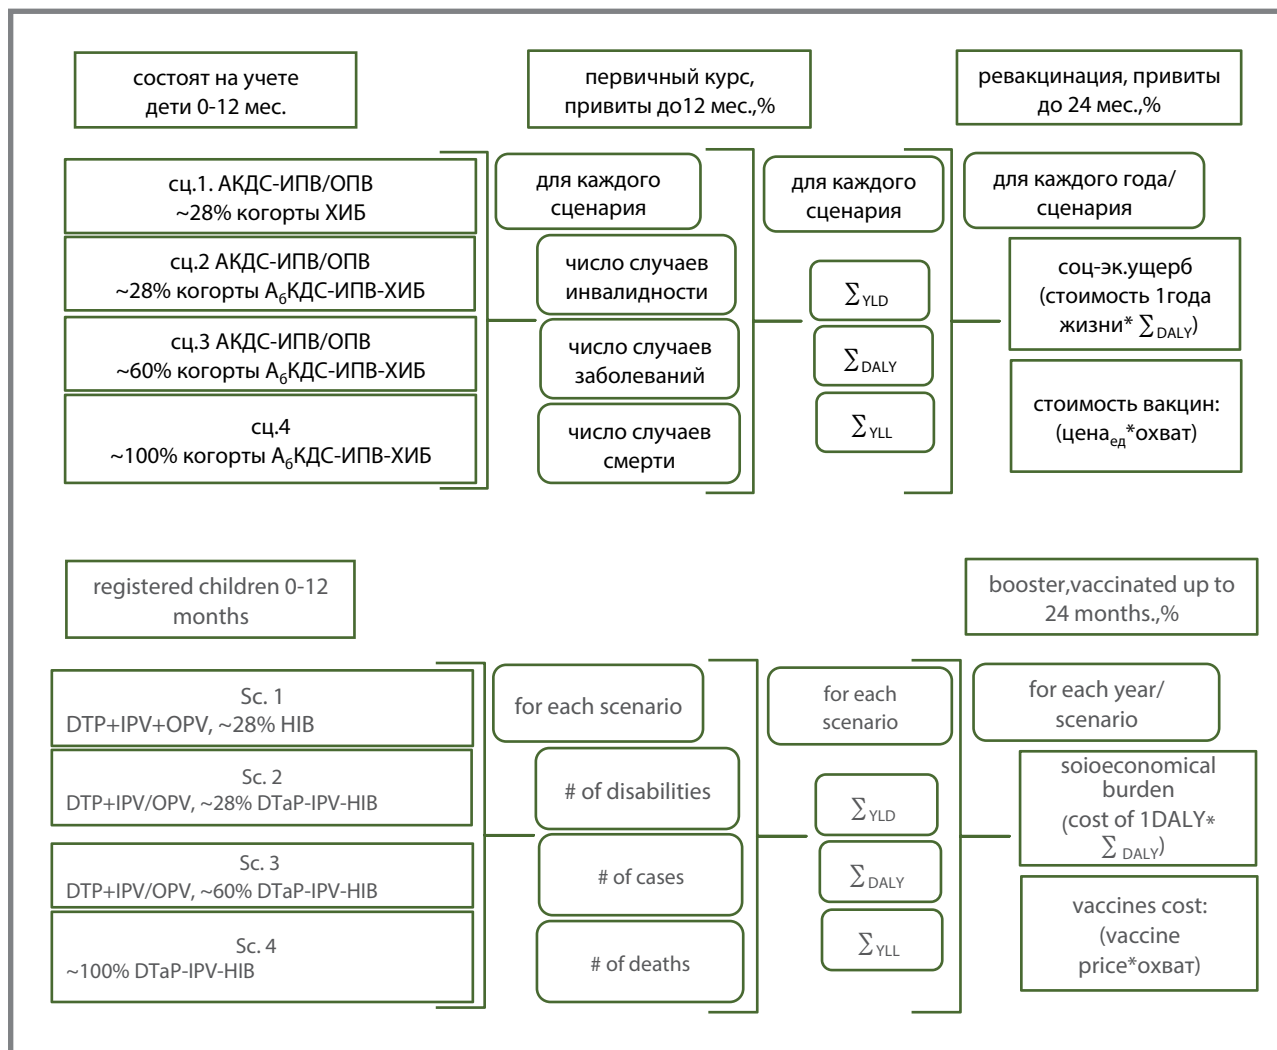 состоят на учете
дети 0-12 мес.
первичный курс,
привиты до12 мес.,%
ревакцинация, привиты
до 24 мес.,%
сц.1. АКДС-ИПВ/ОПВ
~28% когорты ХИБ
сц.2 АКДС-ИПВ/ОПВ
~28% когорты АбКДС-ИПВ-ХИБ
сц.3 АКДС-ИПВ/ОПВ
~60% когорты АбКДС-ИПВ-ХИБ
сц.4
~100% когорты АбКДС-ИПВ-ХИБ
для каждого
сценария
число случаев
инвалидности
число случаев
заболеваний
число случаев
смерти
для каждого
сценария
∑YLD
∑DALY
∑YLL
для каждого года/
сценария
соц-эк.ущерб
(стоимость 1года
жизни* ∑DALY)
стоимость вакцин:
(ценаед*охват)
registered children 0-12
months
booster,vaccinated up to
24 months.,%
Sc. 1
DTP+IPV+OPV, ~28% HIB
Sc. 2
DTP+IPV/OPV, ~28% DTaP-IPV-HIB
Sc. 3
DTP+IPV/OPV, ~60% DTaP-IPV-HIB
Sc. 4
~100% DTaP-IPV-HIB
for each scenario
# of disabilities
# of cases
# of deaths
for each
scenario
∑YLD
∑DALY
∑YLL
for each year/
scenario
soioeconomical
burden
(cost of 1DALY*
∑ DALY)
vaccines cost:
(vaccine
price*охват)